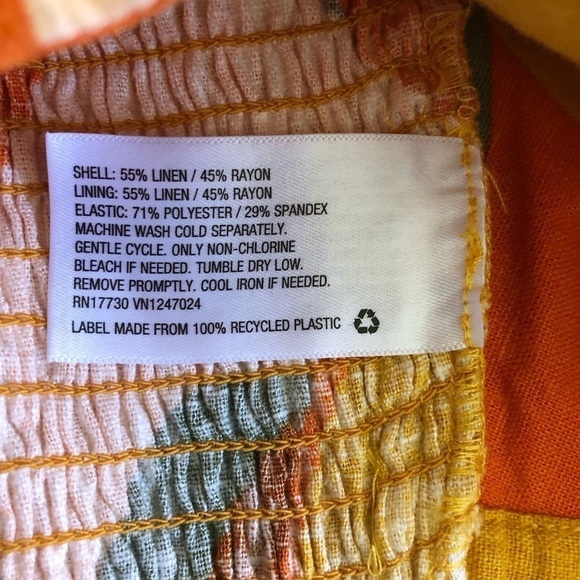 SHELL: 55% LINEN / 45% RAYON
LINING: 55% LINEN / 45% RAYON
ELASTIC: 71% POLYESTER / 29% SPANDEX
MACHINE WASH COLD SEPARATELY.
GENTLE CYCLE. ONLY NON-CHLORINE
BLEACH IF NEEDED. TUMBLE DRY LOW.
REMOVE PROMPTLY. COOL IRON IF NEEDED.
RN17730 VN1247024
LABEL MADE FROM 100% RECYCLED PLASTIC